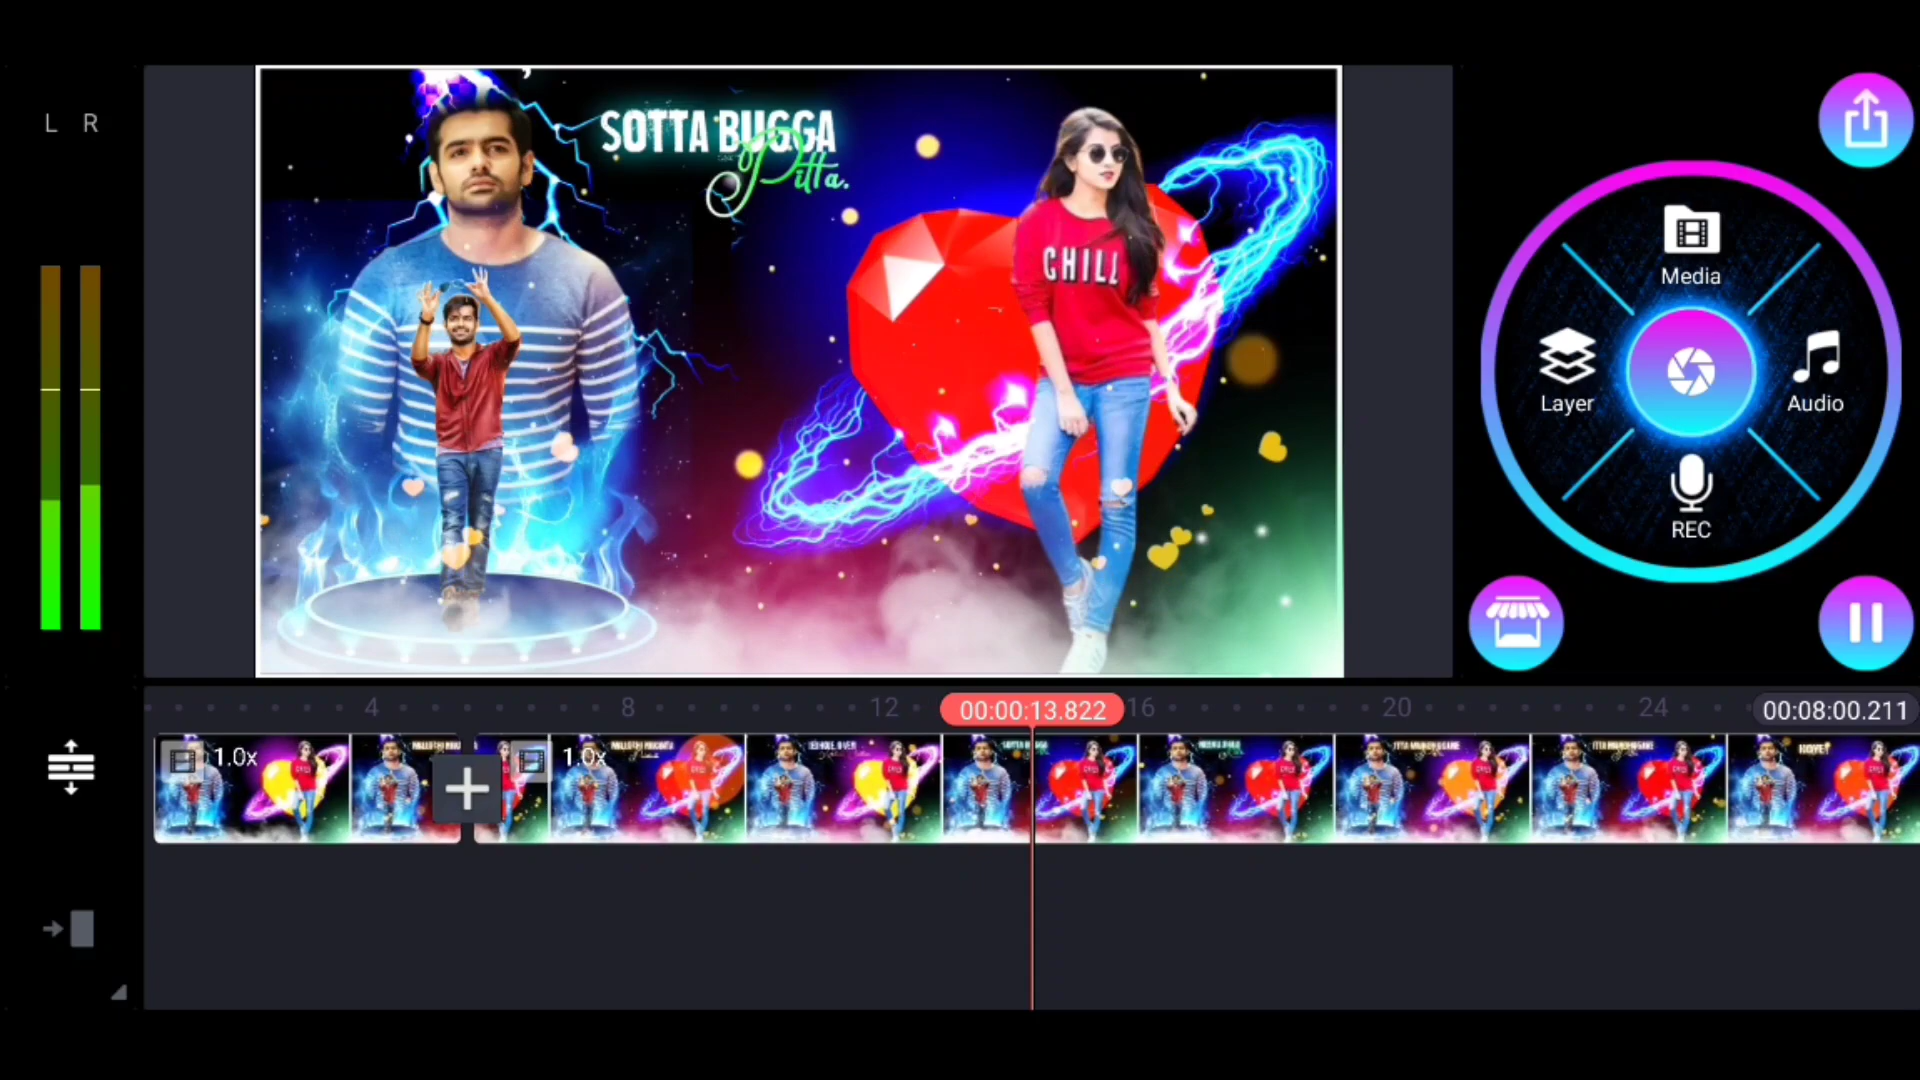 L R
SOTTA BUGGA
Pitta.
CHILL
Media
Layer
Audio
REC
4 8 12 00:00:13.822 16 20 24 00:08:00.211
1.0x 1.0x